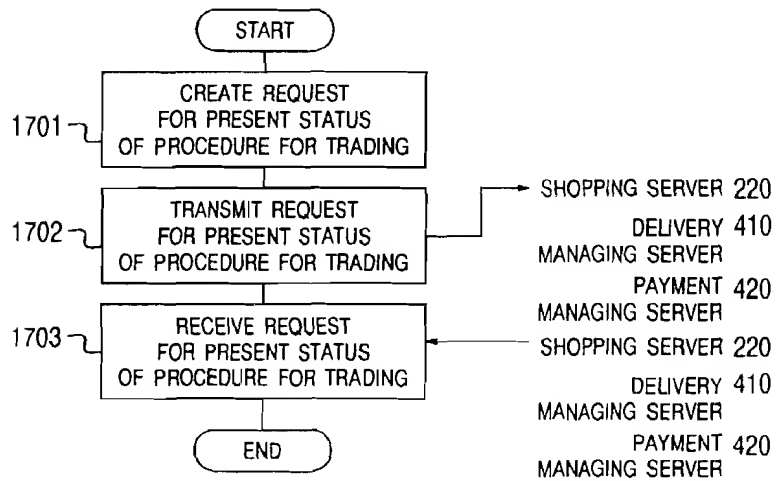 START
CREATE REQUEST
FOR PRESENT STATUS
OF PROCEDURE FOR TRADING
1701
TRANSMIT REQUEST
FOR PRESENT STATUS
OF PROCEDURE FOR TRADING
1702
SHOPPING SERVER 220
DELIVERY 410
MANAGING SERVER
PAYMENT 420
MANAGING SERVER
RECEIVE REQUEST
FOR PRESENT STATUS
OF PROCEDURE FOR TRADING
1703
SHOPPING SERVER 220
DELIVERY 410
MANAGING SERVER
PAYMENT 420
MANAGING SERVER
END